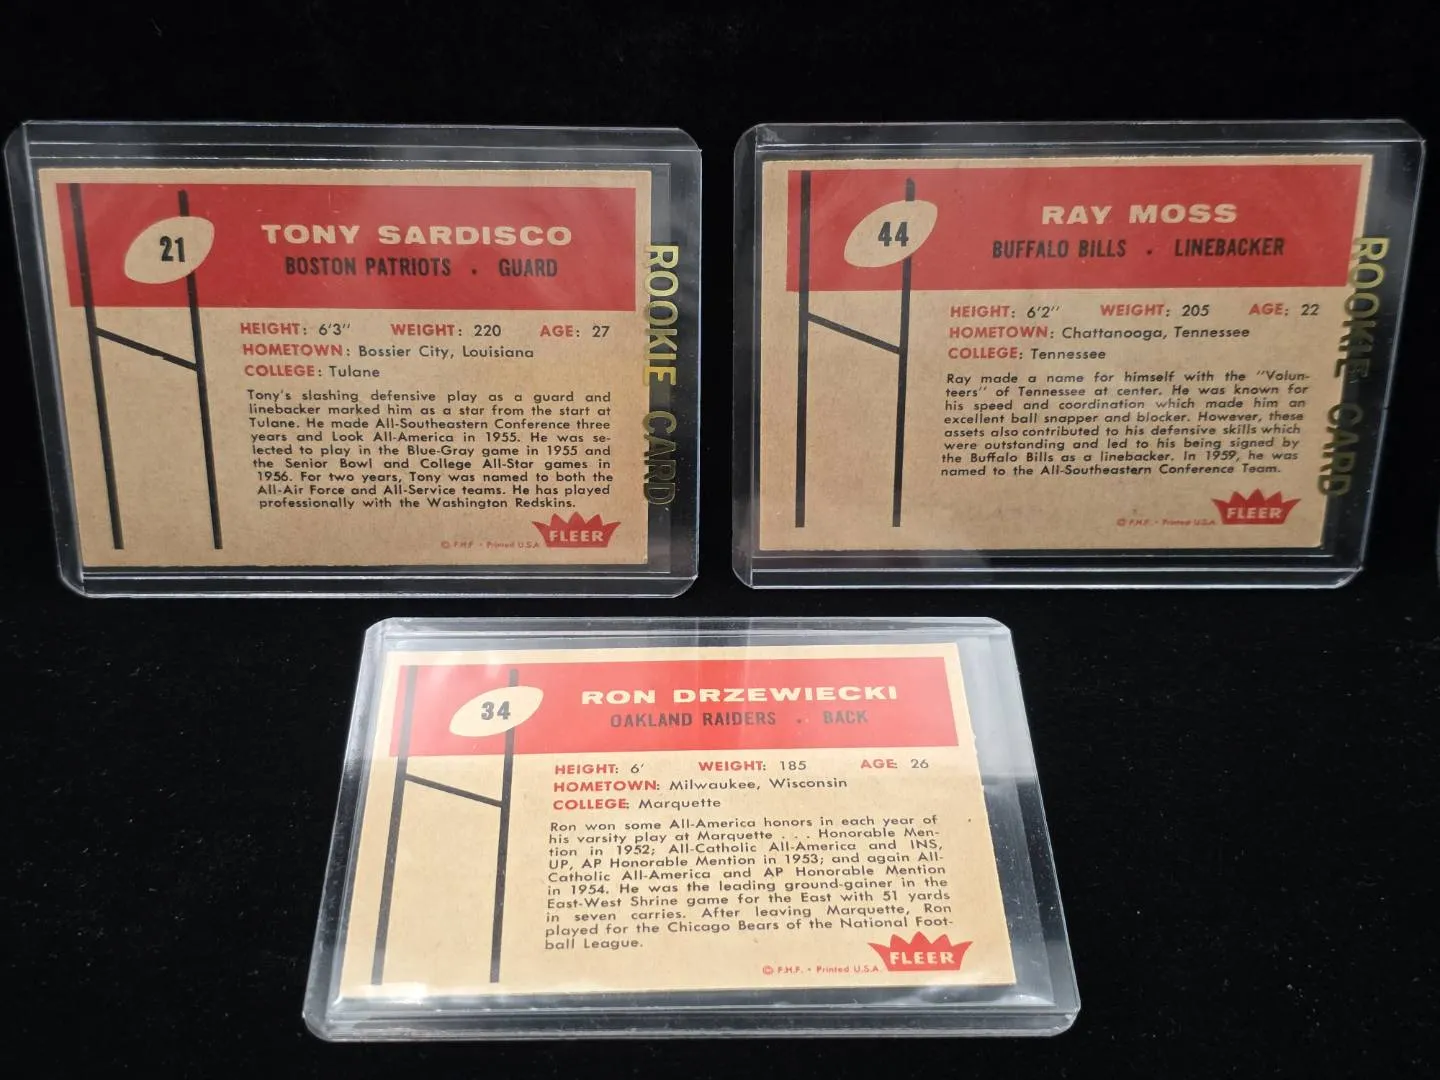 21
TONY SARDISCO
BOSTON PATRIOTS . GUARD
HEIGHT: 6'3" WEIGHT: 220 AGE: 27
HOMETOWN: Bossier City, Louisiana
COLLEGE: Tulane
Tony's slashing defensive play as a guard and
linebacker marked him as a star from the start at
Tulane. He made All-Southeastern Conference three
years and Look All-America in 1955. He was se-
lected to play in the Blue-Gray game in 1955 and
the Senior Bowl and College All-Star games in
1956. For two years, Tony was named to both the
All-Air Force and All-Service teams. He has played
professionally with the Washington Redskins.
© F.H.F. • Printed U.S.A.
FLEER
ROOKIE CARD
44
RAY MOSS
BUFFALO BILLS . LINEBACKER
HEIGHT: 6'2" WEIGHT: 205 AGE: 22
HOMETOWN: Chattanooga, Tennessee
COLLEGE: Tennessee
Ray made a name for himself with the "Volun-
teers" of Tennessee at center. He was known for
his speed and coordination which made him an
excellent ball snapper and blocker. However, these
assets also contributed to his defensive skills which
were outstanding and led to his being signed by
the Buffalo Bills as a linebacker. In 1959, he was
named to the All-Southeastern Conference Team.
© F.H.F. • Printed U.S.A.
FLEER
ROOKIE CARD
34
RON DRZEWIECKI
OAKLAND RAIDERS . BACK
HEIGHT: 6' WEIGHT: 185 AGE: 26
HOMETOWN: Milwaukee, Wisconsin
COLLEGE: Marquette
Ron won some All-America honors in each year of
his varsity play at Marquette . . . Honorable Men-
tion in 1952; All-Catholic All-America and INS,
UP, AP Honorable Mention in 1953; and again All-
Catholic All-America and AP Honorable Mention
in 1954. He was the leading ground-gainer in the
East-West Shrine game for the East with 51 yards
in seven carries. After leaving Marquette, Ron
played for the Chicago Bears of the National Foot-
ball League.
© F.H.F. • Printed U.S.A.
FLEER